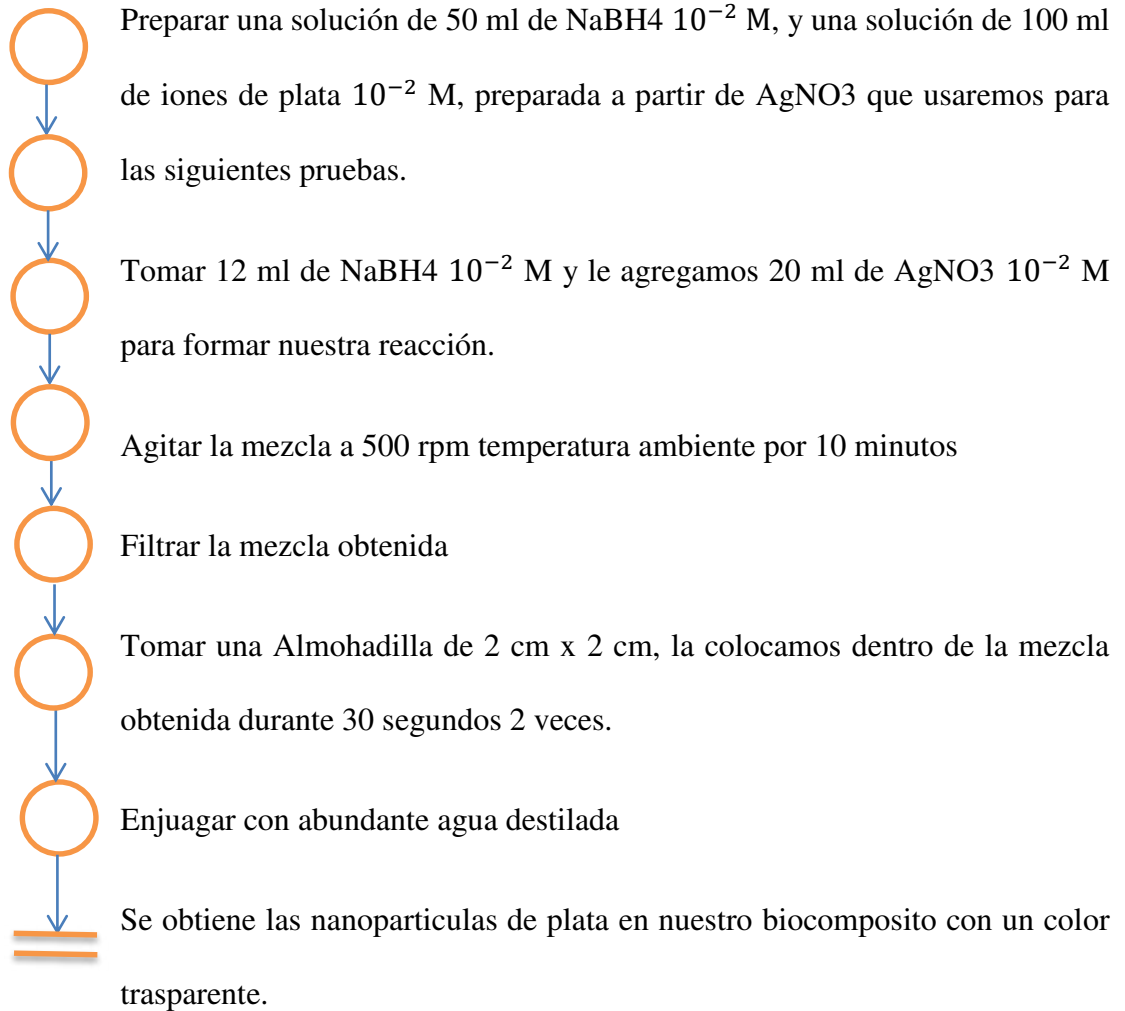 Preparar una solución de 50 ml de NaBH4 10⁻² M, y una solución de 100 ml
de iones de plata 10⁻² M, preparada a partir de AgNO3 que usaremos para
las siguientes pruebas.
Tomar 12 ml de NaBH4 10⁻² M y le agregamos 20 ml de AgNO3 10⁻² M
para formar nuestra reacción.
Agitar la mezcla a 500 rpm temperatura ambiente por 10 minutos
Filtrar la mezcla obtenida
Tomar una Almohadilla de 2 cm x 2 cm, la colocamos dentro de la mezcla
obtenida durante 30 segundos 2 veces.
Enjuagar con abundante agua destilada
Se obtiene las nanoparticulas de plata en nuestro biocomposito con un color
trasparente.